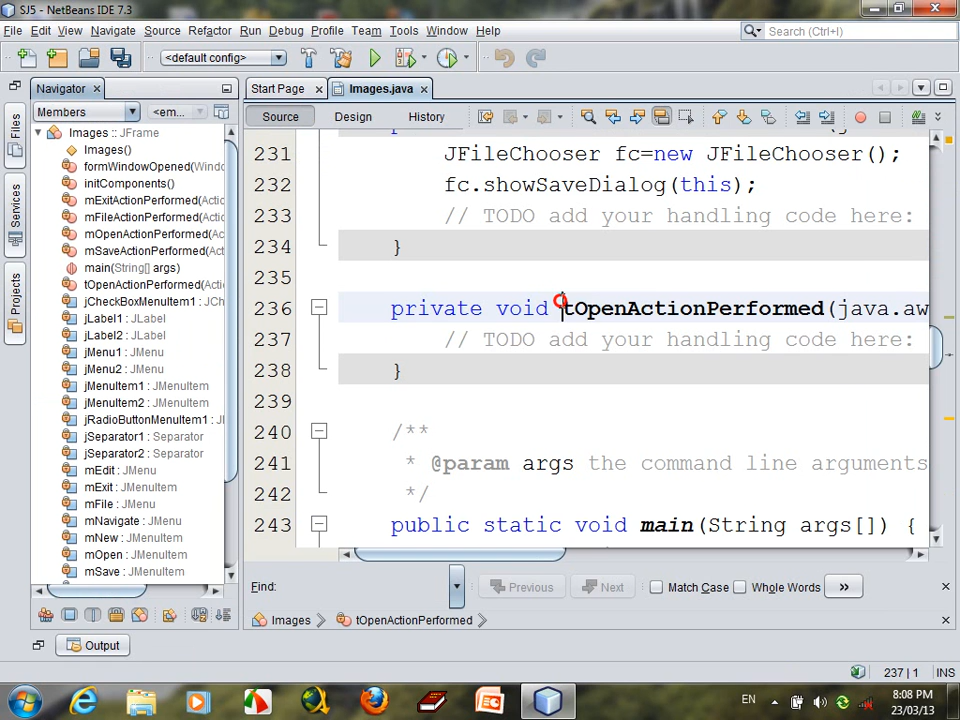 SJ5 - NetBeans IDE 7.3
File Edit View Navigate Source Refactor Run Debug Profile Team Tools Window Help
Search (Ctrl+I)
<default config>
Navigator
Start Page
Images.java
Members
<em...
Source Design History
Files
Services
Projects
Images :: JFrame
Images()
formWindowOpened(Windo
initComponents()
mExitActionPerformed(Actio
mFileActionPerformed(Actio
mOpenActionPerformed(Ac
mSaveActionPerformed(Act
main(String[] args)
tOpenActionPerformed(Acti
jCheckBoxMenuItem1 : JC
jLabel1 : JLabel
jLabel2 : JLabel
jMenu1 : JMenu
jMenu2 : JMenu
jMenuItem1 : JMenuItem
jMenuItem2 : JMenuItem
jRadioButtonMenuItem1 : J
jSeparator1 : Separator
jSeparator2 : Separator
mEdit : JMenu
mExit : JMenuItem
mFile : JMenu
mNavigate : JMenu
mNew : JMenuItem
mOpen : JMenuItem
mSave : JMenuItem
231 JFileChooser fc=new JFileChooser();
232 fc.showSaveDialog(this);
233 // TODO add your handling code here:
234 }
235
236 private void tOpenActionPerformed(java.aw
237 // TODO add your handling code here:
238 }
239
240 /**
241 * @param args the command line arguments
242 */
243 public static void main(String args[]) {
Find: Previous Next Match Case Whole Words »
Images tOpenActionPerformed
Output
237 | 1 INS
EN
8:08 PM
23/03/13